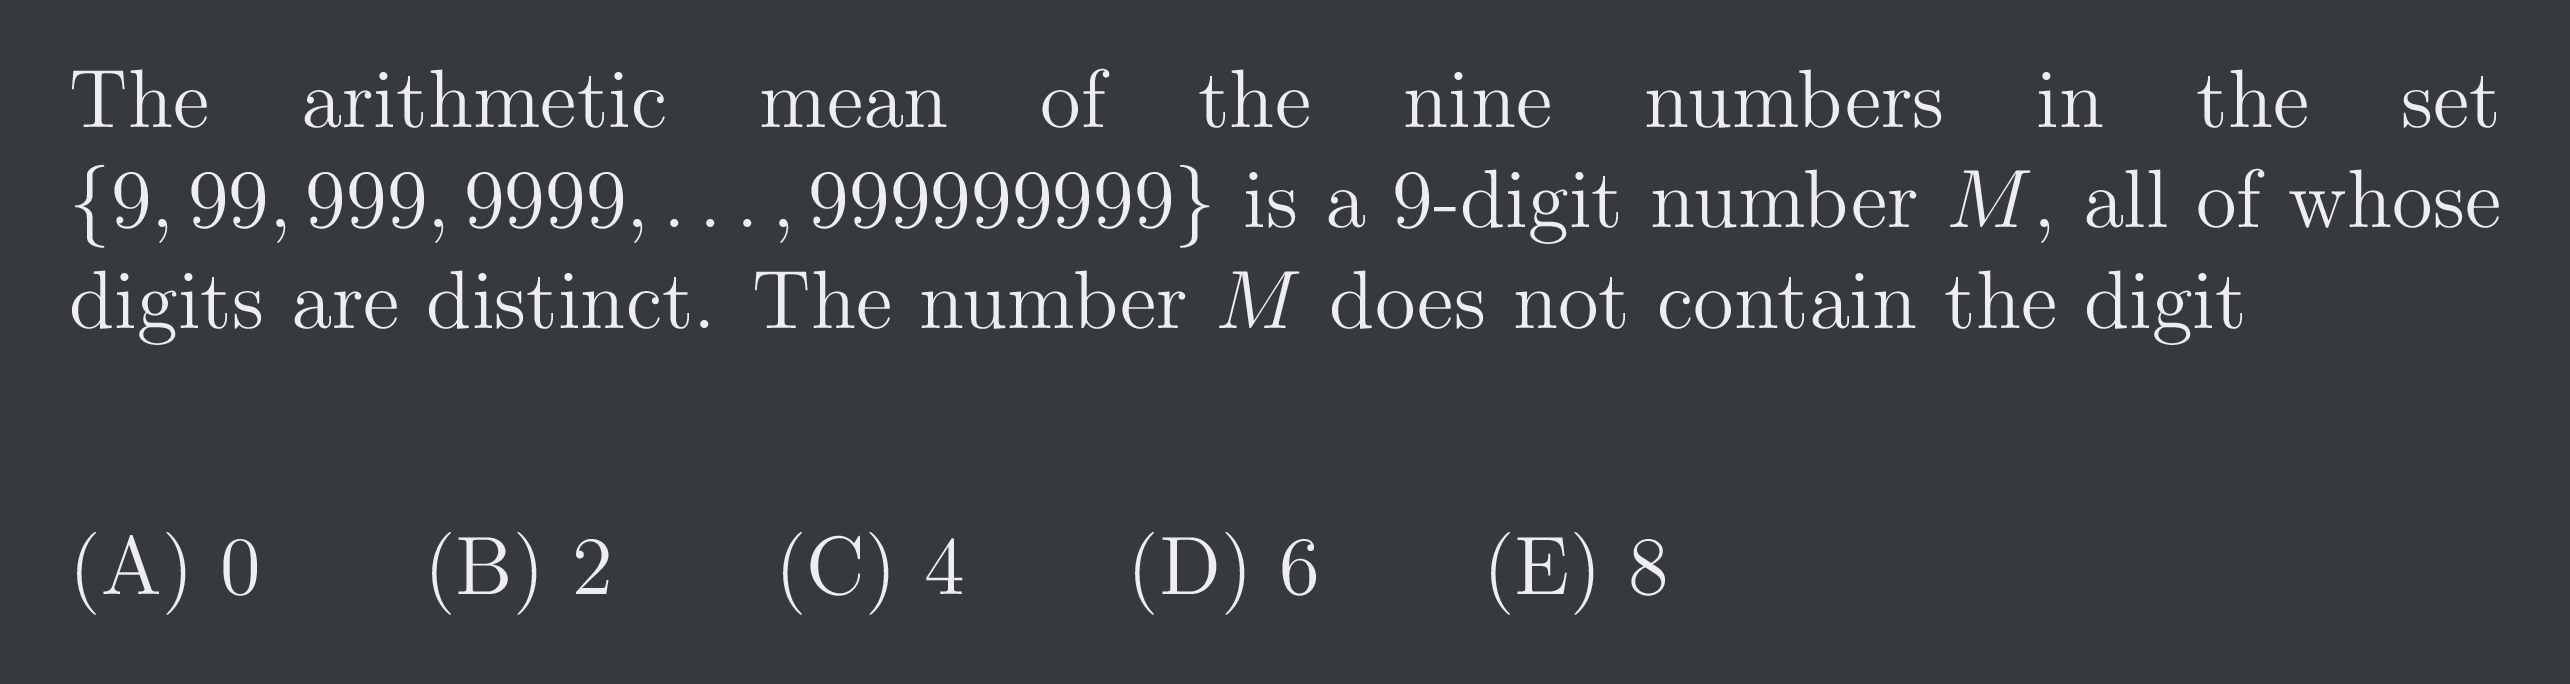 The arithmetic mean of the nine numbers in the set
{9, 99, 999, 9999, . . . , 999999999} is a 9-digit number M, all of whose
digits are distinct. The number M does not contain the digit
(A) 0 (B) 2 (C) 4 (D) 6 (E) 8